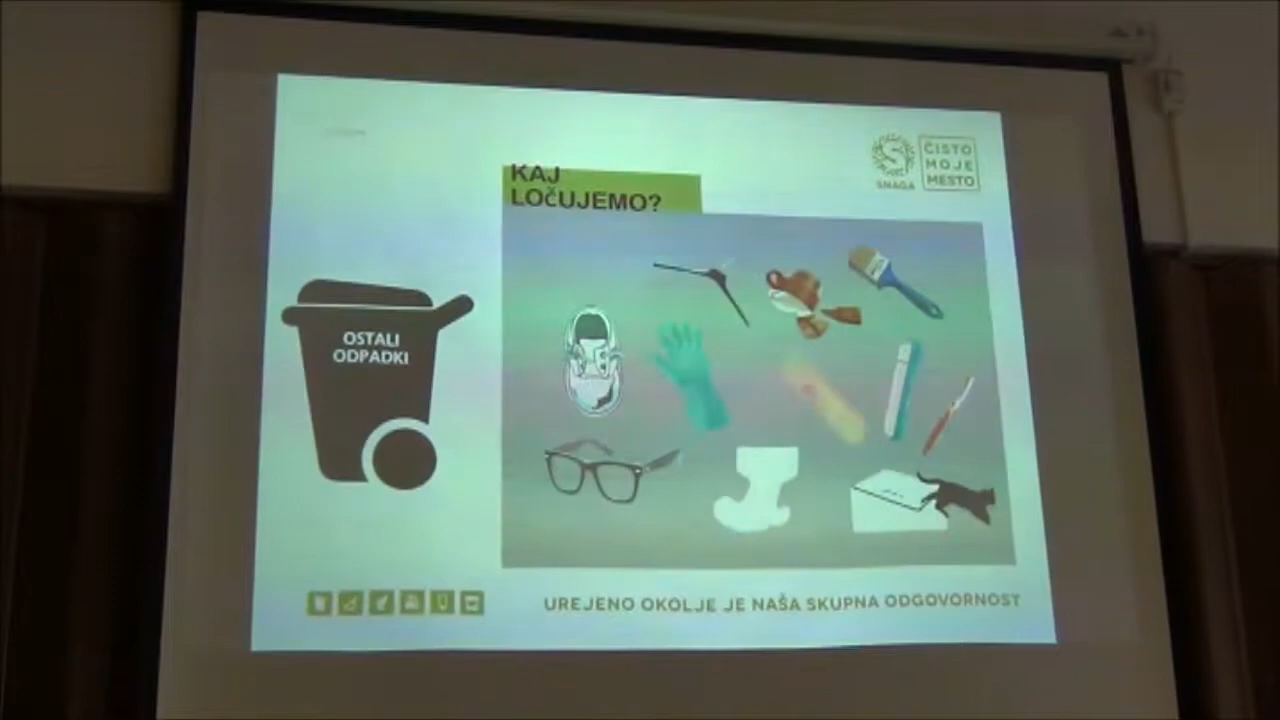 SNAGA
ČISTO
MOJE
MESTO
KAJ
LOČUJEMO?
OSTALI
ODPADKI
UREJENO OKOLJE JE NAŠA SKUPNA ODGOVORNOST